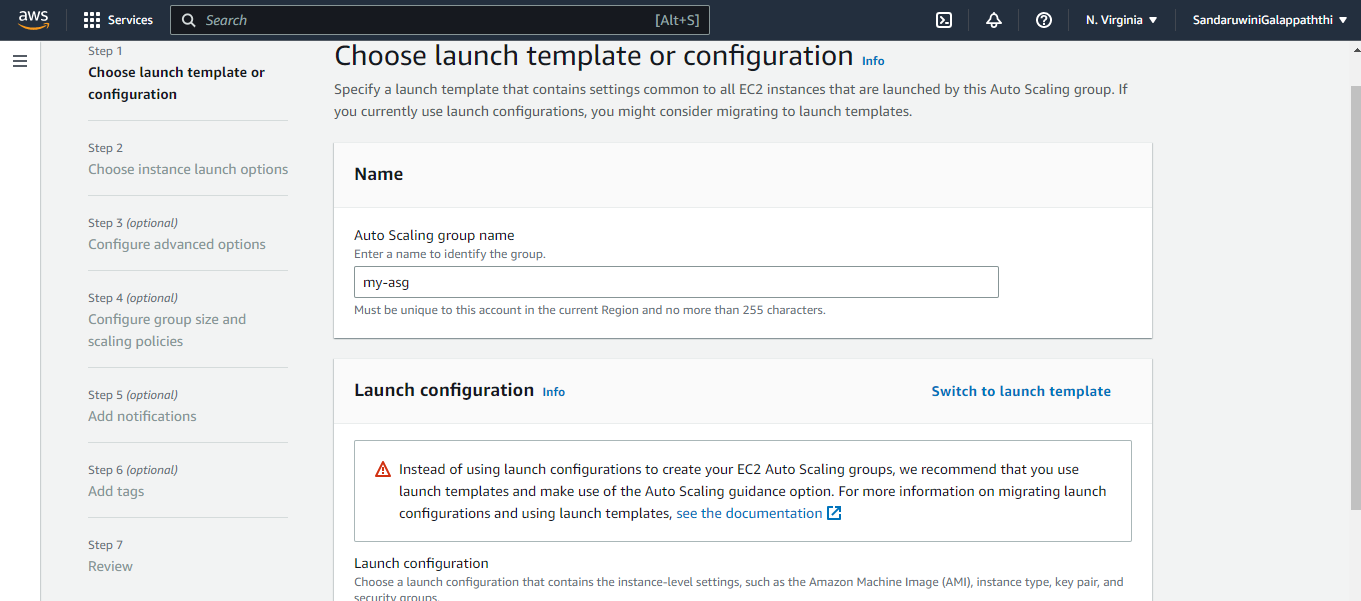 aws
Services
Search
[Alt+S]
N. Virginia
SandaruwiniGalappaththi
Step 1
Choose launch template or
configuration
Step 2
Choose instance launch options
Step 3 (optional)
Configure advanced options
Step 4 (optional)
Configure group size and
scaling policies
Step 5 (optional)
Add notifications
Step 6 (optional)
Add tags
Step 7
Review
Choose launch template or configuration Info
Specify a launch template that contains settings common to all EC2 instances that are launched by this Auto Scaling group. If
you currently use launch configurations, you might consider migrating to launch templates.
Name
Auto Scaling group name
Enter a name to identify the group.
my-asg
Must be unique to this account in the current Region and no more than 255 characters.
Launch configuration Info
Switch to launch template
Instead of using launch configurations to create your EC2 Auto Scaling groups, we recommend that you use
launch templates and make use of the Auto Scaling guidance option. For more information on migrating launch
configurations and using launch templates, see the documentation
Launch configuration
Choose a launch configuration that contains the instance-level settings, such as the Amazon Machine Image (AMI), instance type, key pair, and
security groups.